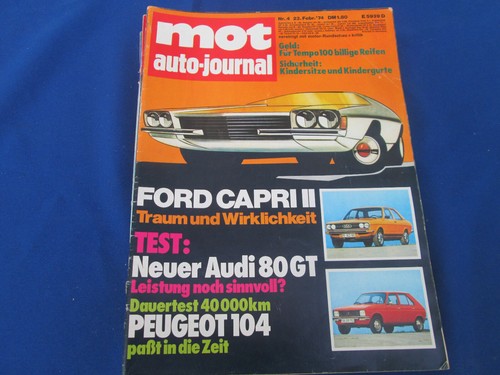 mot
auto-journal
Nr. 4 23. Febr. '74 DM 1,80
Geld:
für Tempo 100 billige Reifen
Sicherheit:
Kindersitze und Kindergurte
FORD CAPRI II
Traum und Wirklichkeit
TEST:
Neuer Audi 80 GT
Leistung noch sinnvoll?
Dauertest 40 000 km
PEUGEOT 104
paßt in die Zeit